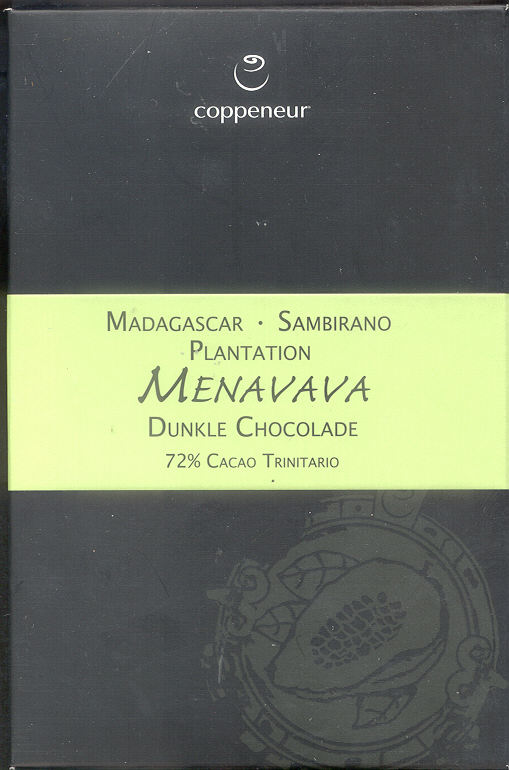 coppeneur
MADAGASCAR · SAMBIRANO
PLANTATION
MENAVAVA
DUNKLE CHOCOLADE
72% CACAO TRINITARIO